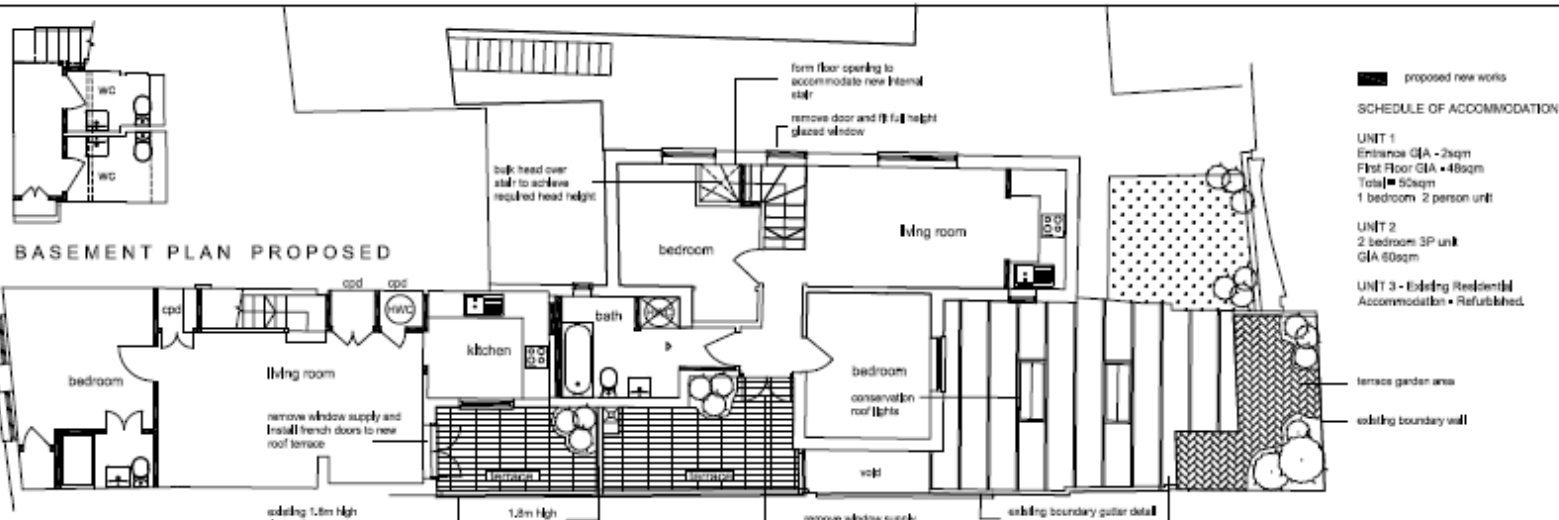 WC
WC
BASEMENT PLAN PROPOSED
form floor opening to
accommodate new internal
stair
remove door and fit full height
glazed window
bulk head over
stair to achieve
required head height
bedroom
living room
proposed new works
SCHEDULE OF ACCOMMODATION
UNIT 1
Entrance GIA - 2sqm
First Floor GIA - 48sqm
Total = 50sqm
1 bedroom 2 person unit
UNIT 2
2 bedroom 3P unit
GIA 60sqm
UNIT 3 - Existing Residential
Accommodation - Refurbished.
cpd
cpd
cpd
HWC
bedroom
living room
kitchen
bath
bedroom
conservation
roof lights
remove window supply and
install french doors to new
roof terrace
terrace
terrace
void
terrace garden area
existing boundary wall
existing 1.8m high
1.8m high
remove window supply
existing boundary gutter detail